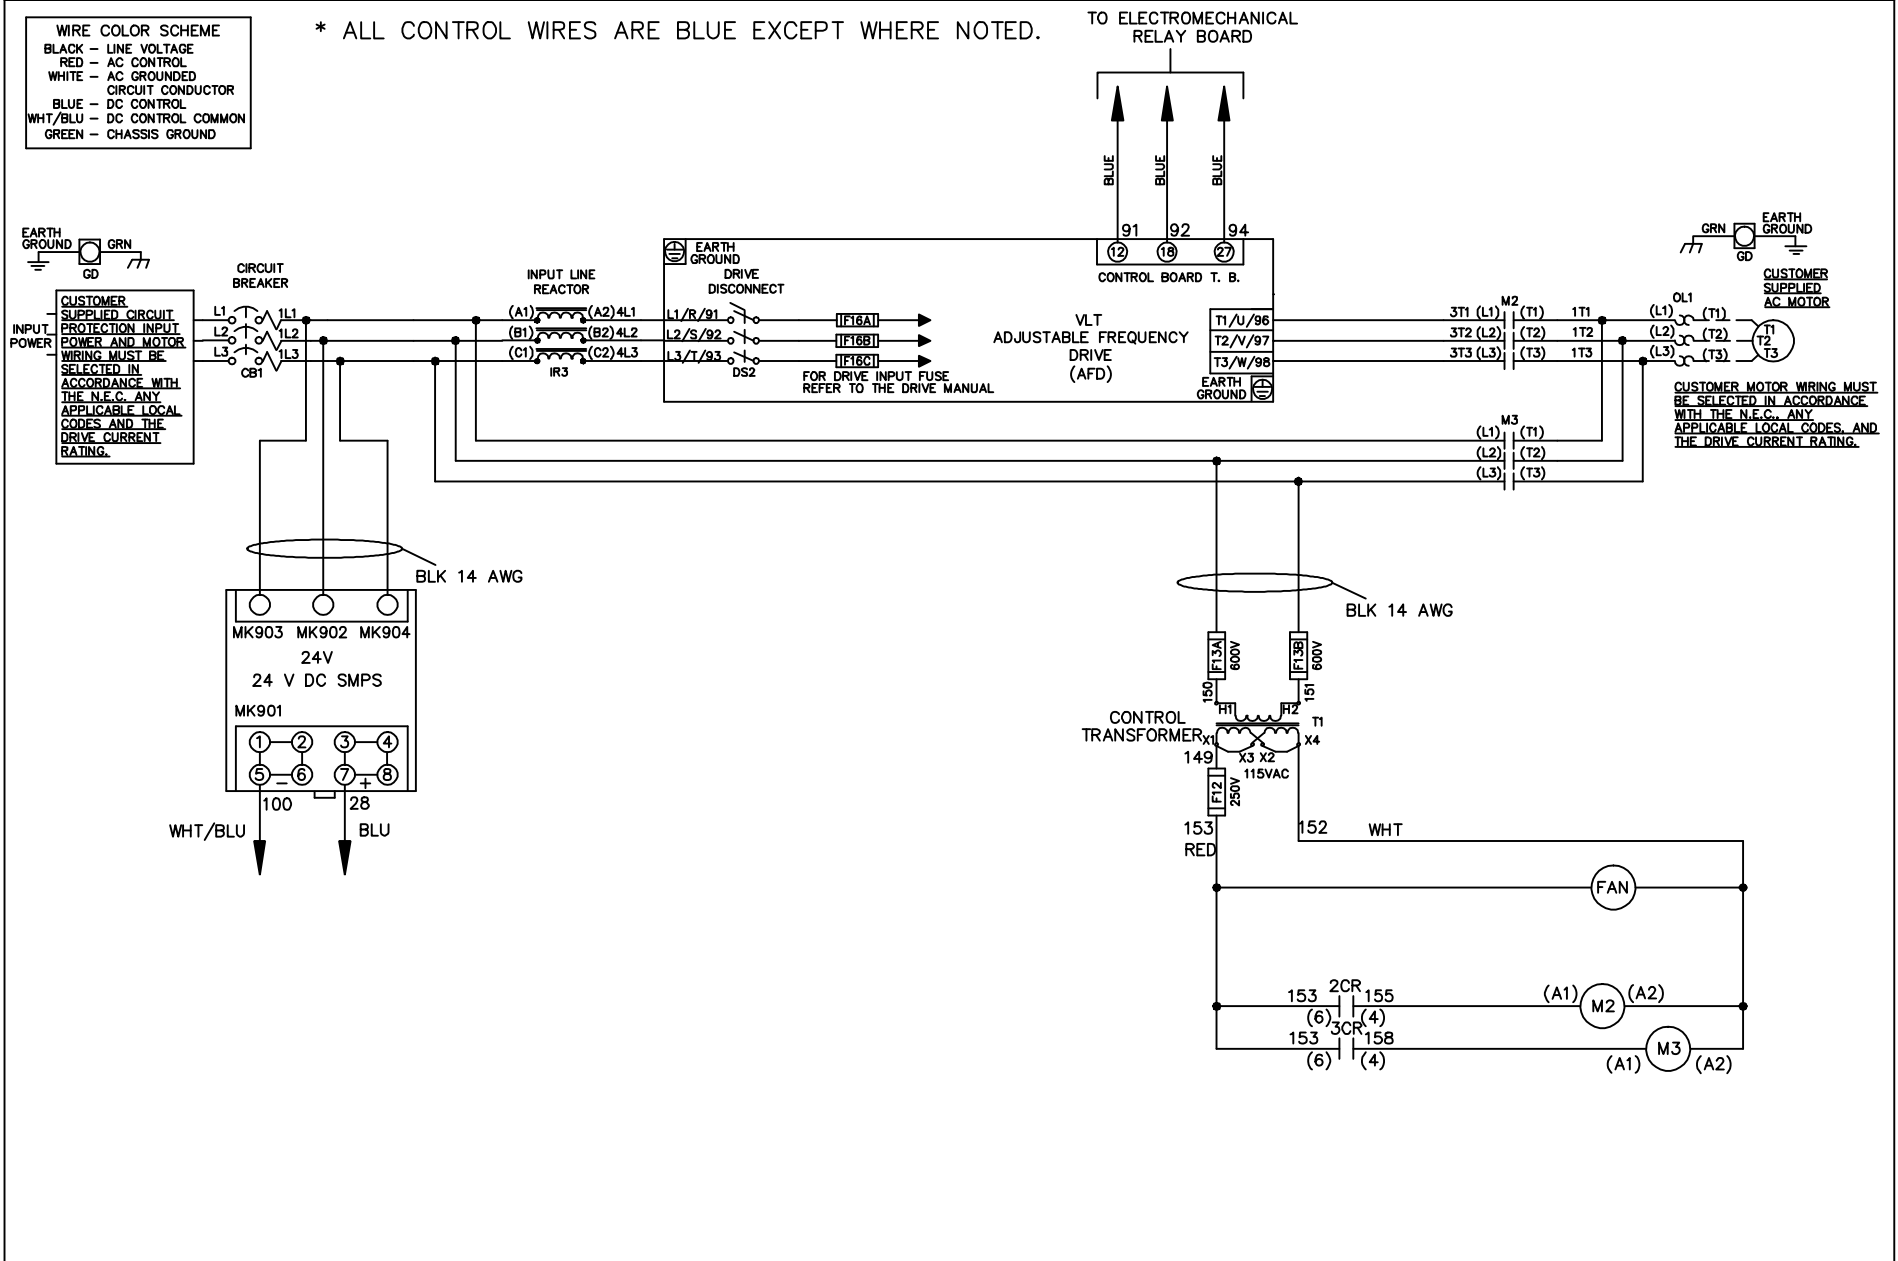 WIRE COLOR SCHEME
BLACK – LINE VOLTAGE
RED – AC CONTROL
WHITE – AC GROUNDED
CIRCUIT CONDUCTOR
BLUE – DC CONTROL
WHT/BLU – DC CONTROL COMMON
GREEN – CHASSIS GROUND
* ALL CONTROL WIRES ARE BLUE EXCEPT WHERE NOTED.
TO ELECTROMECHANICAL
RELAY BOARD
BLUE
BLUE
BLUE
91 92 94
12 18 27
CONTROL BOARD T. B.
EARTH
GROUND
GRN
GD
CIRCUIT
BREAKER
INPUT
POWER
CUSTOMER
SUPPLIED CIRCUIT
PROTECTION INPUT
POWER AND MOTOR
WIRING MUST BE
SELECTED IN
ACCORDANCE WITH
THE N.E.C. ANY
APPLICABLE LOCAL
CODES AND THE
DRIVE CURRENT
RATING.
L1 1L1
L2 1L2
L3 1L3
CB1
INPUT LINE
REACTOR
(A1) (A2) 4L1
(B1) (B2) 4L2
(C1) (C2) 4L3
IR3
EARTH
GROUND
DRIVE
DISCONNECT
L1/R/91
L2/S/92
L3/T/93
DS2
F16A
F16B
F16C
FOR DRIVE INPUT FUSE
REFER TO THE DRIVE MANUAL
VLT
ADJUSTABLE FREQUENCY
DRIVE
(AFD)
T1/U/96
T2/V/97
T3/W/98
EARTH
GROUND
M2
3T1 (L1) (T1) 1T1
3T2 (L2) (T2) 1T2
3T3 (L3) (T3) 1T3
M3
(L1) (T1)
(L2) (T2)
(L3) (T3)
OL1
(L1) (T1)
(L2) (T2)
(L3) (T3)
T1
T2
T3
GRN
GD
EARTH
GROUND
CUSTOMER
SUPPLIED
AC MOTOR
CUSTOMER MOTOR WIRING MUST
BE SELECTED IN ACCORDANCE
WITH THE N.E.C., ANY
APPLICABLE LOCAL CODES, AND
THE DRIVE CURRENT RATING.
BLK 14 AWG
MK903 MK902 MK904
24V
24 V DC SMPS
MK901
1 2 3 4
5 6 7 8
– +
100 28
WHT/BLU BLU
BLK 14 AWG
F13A 600V
F13B 600V
150 151
H1 H2
T1
CONTROL
TRANSFORMER
X1 X4
X3 X2
149
115VAC
F12 250V
153
RED
152 WHT
FAN
2CR
153 155
(6) (4)
(A1) M2 (A2)
3CR
153 158
(6) (4)
(A1) M3 (A2)